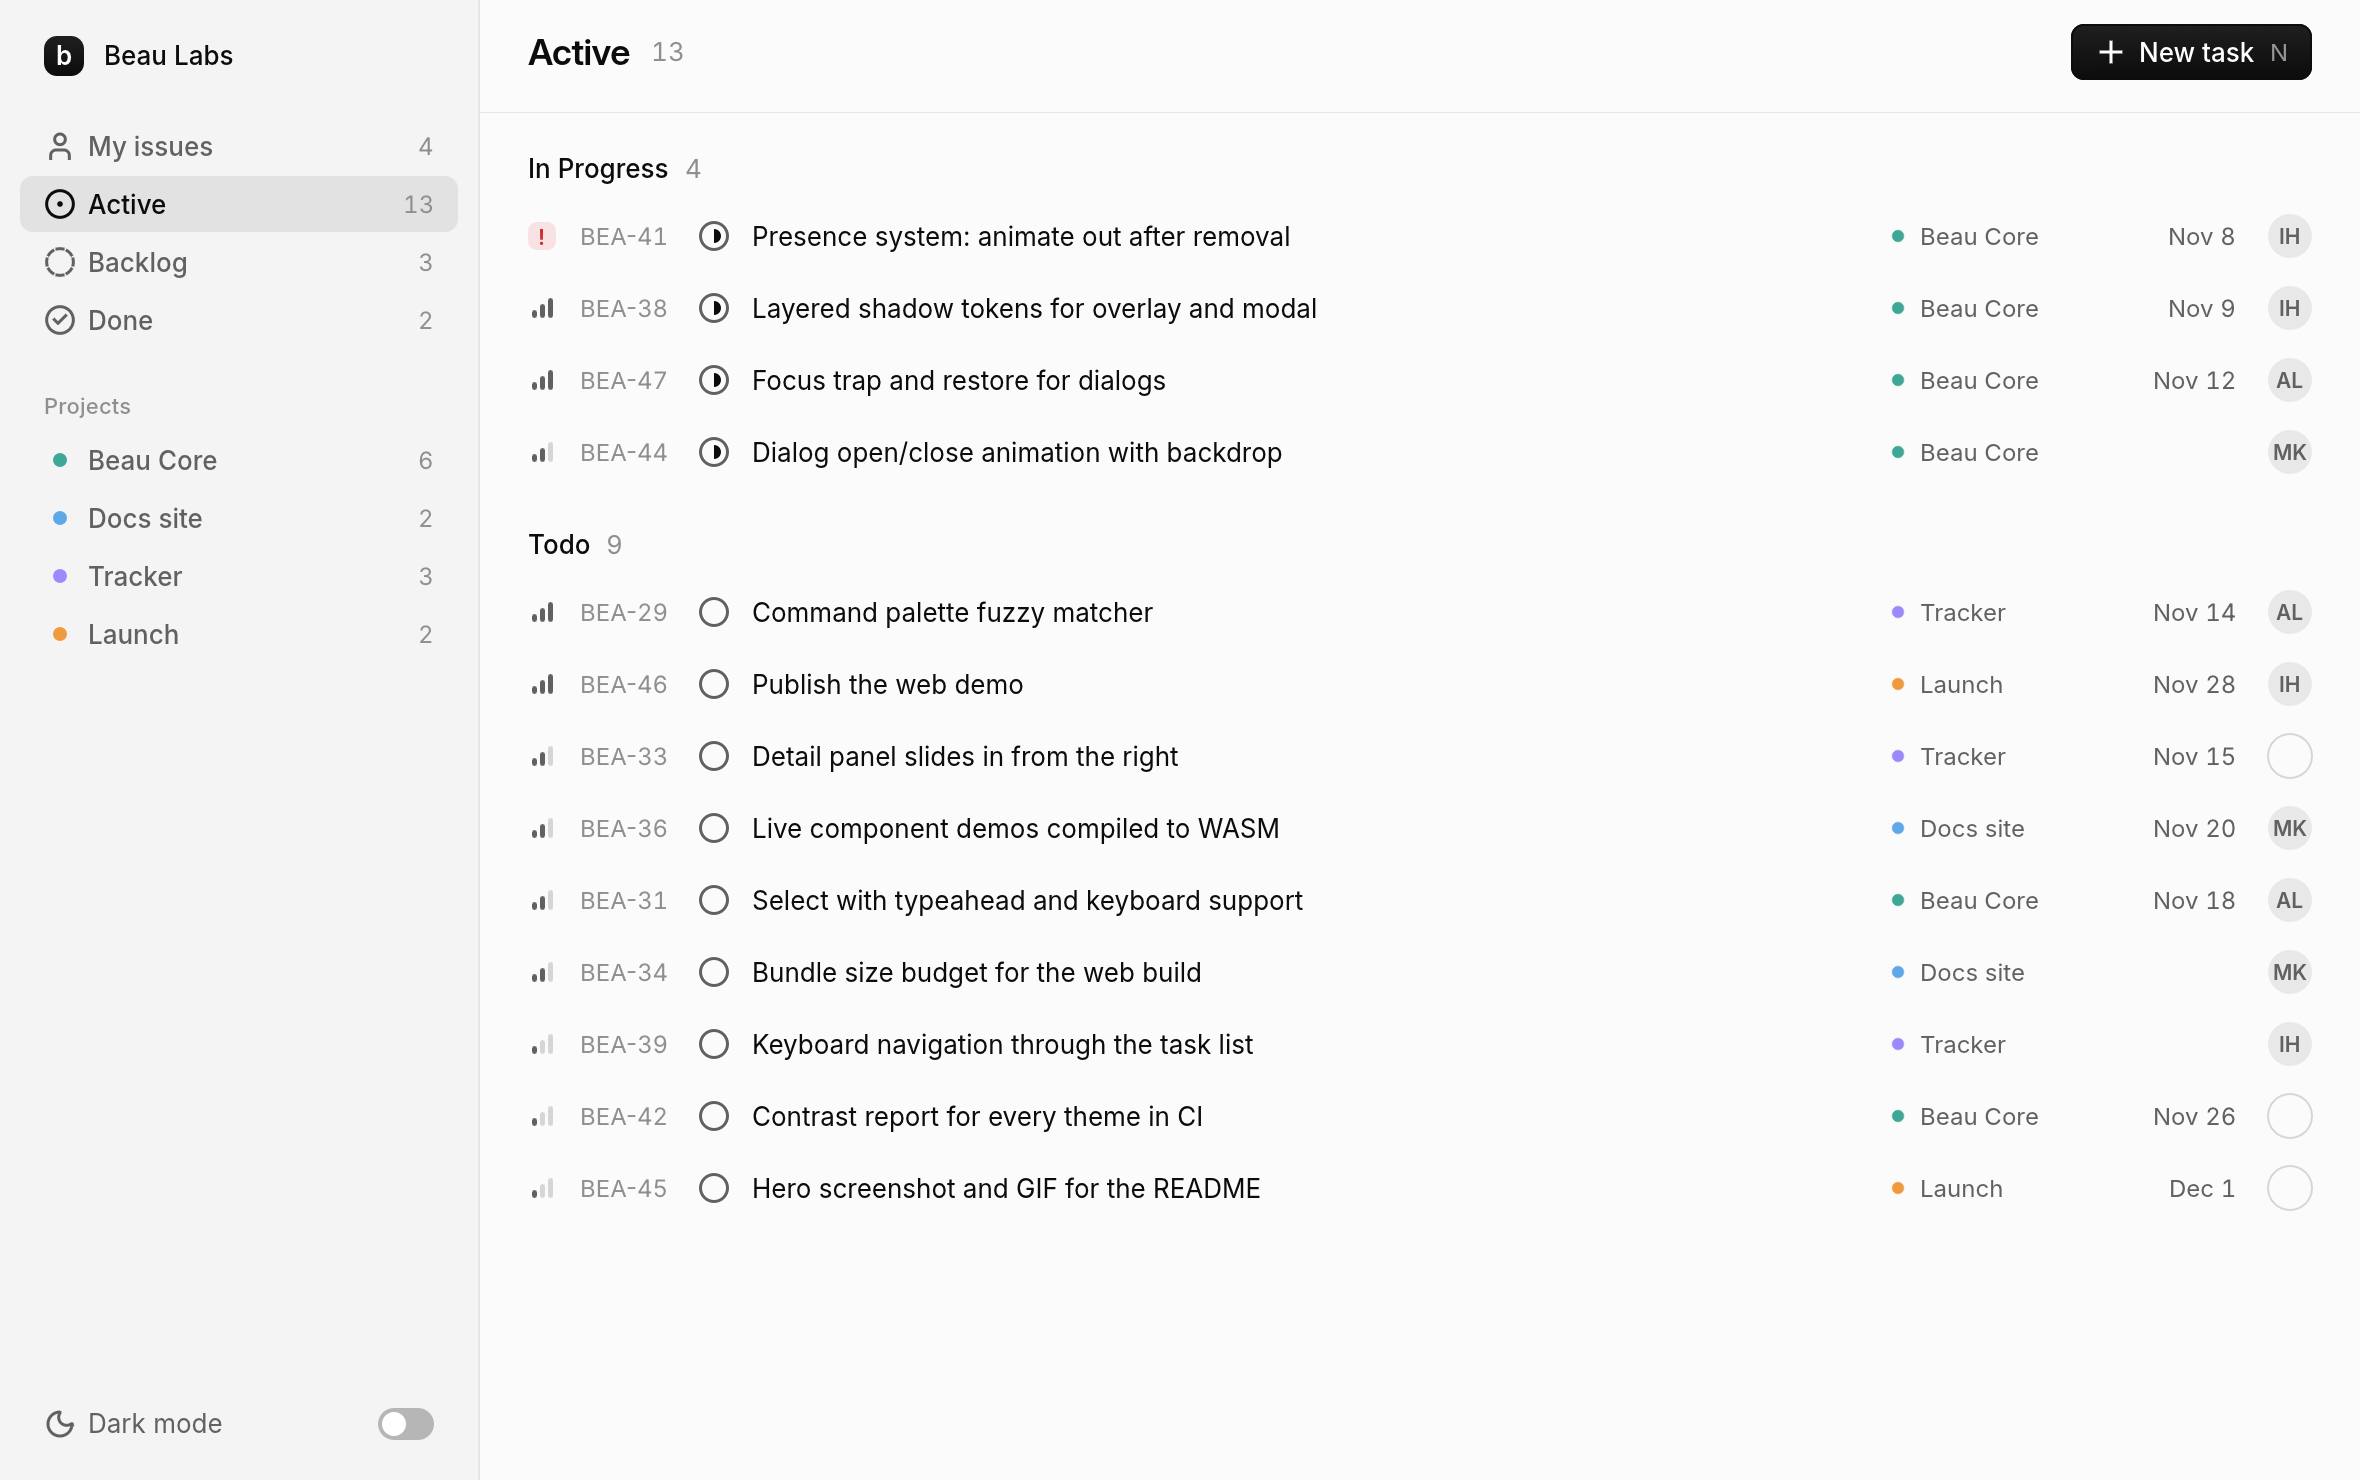 b Beau Labs
My issues 4
Active 13
Backlog 3
Done 2
Projects
Beau Core 6
Docs site 2
Tracker 3
Launch 2
Dark mode
Active 13
+ New task N
In Progress 4
! BEA-41 Presence system: animate out after removal Beau Core Nov 8 IH
BEA-38 Layered shadow tokens for overlay and modal Beau Core Nov 9 IH
BEA-47 Focus trap and restore for dialogs Beau Core Nov 12 AL
BEA-44 Dialog open/close animation with backdrop Beau Core MK
Todo 9
BEA-29 Command palette fuzzy matcher Tracker Nov 14 AL
BEA-46 Publish the web demo Launch Nov 28 IH
BEA-33 Detail panel slides in from the right Tracker Nov 15
BEA-36 Live component demos compiled to WASM Docs site Nov 20 MK
BEA-31 Select with typeahead and keyboard support Beau Core Nov 18 AL
BEA-34 Bundle size budget for the web build Docs site MK
BEA-39 Keyboard navigation through the task list Tracker IH
BEA-42 Contrast report for every theme in CI Beau Core Nov 26
BEA-45 Hero screenshot and GIF for the README Launch Dec 1